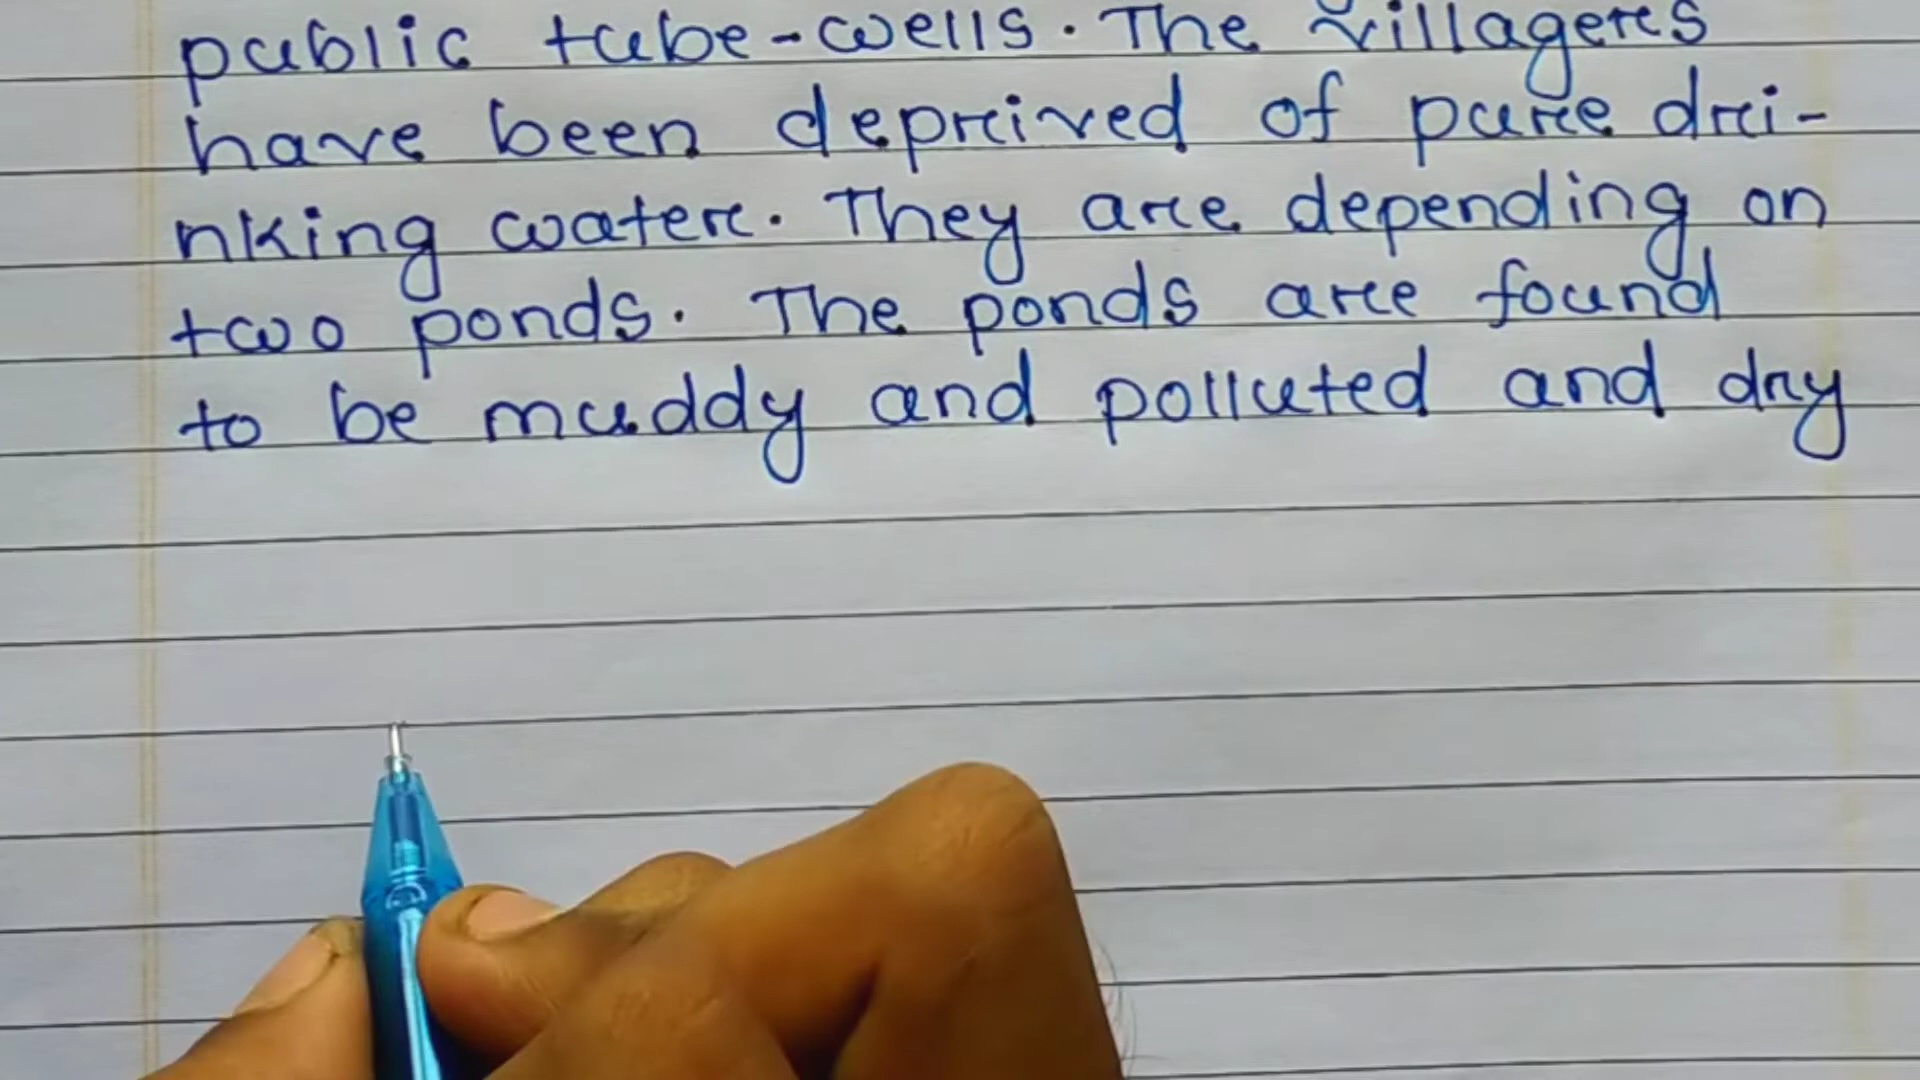 public tube-wells. The villagers
have been deprived of pure dri-
nking water. They are depending on
two ponds. The ponds are found
to be muddy and polluted and dry